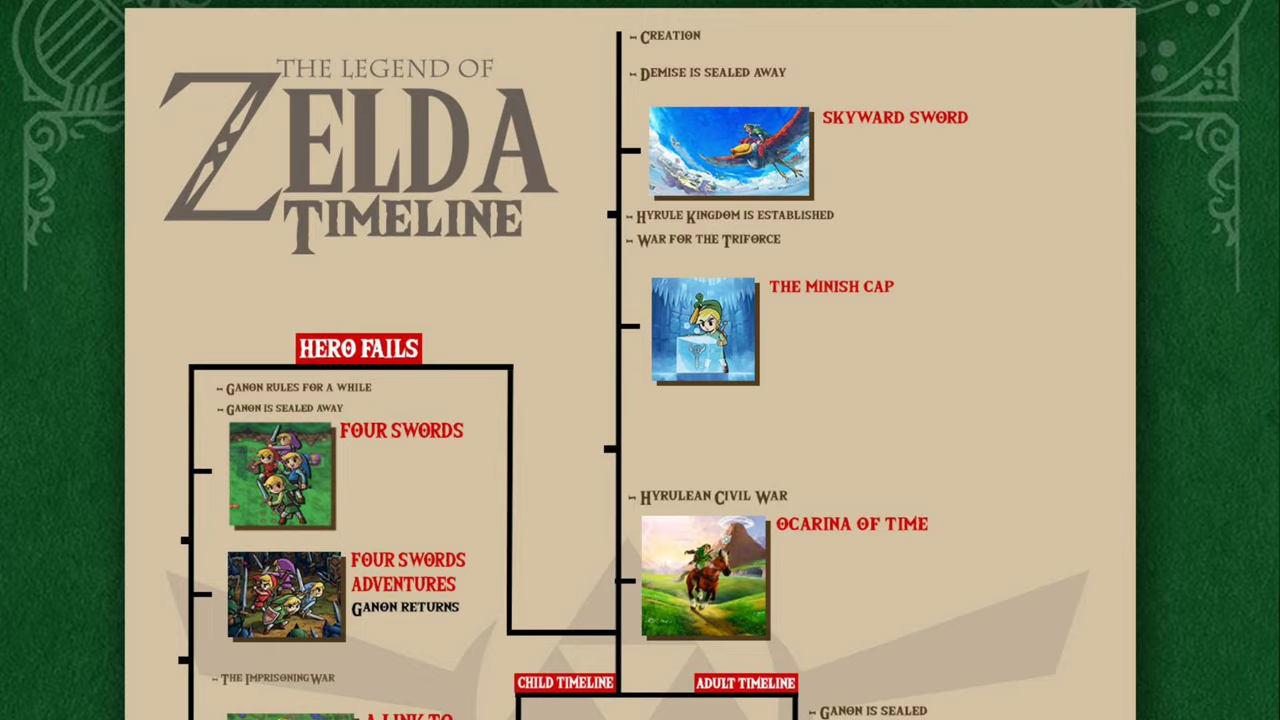 THE LEGEND OF
ZELDA
TIMELINE
CREATION
DEMISE IS SEALED AWAY
SKYWARD SWORD
HYRULE KINGDOM IS ESTABLISHED
WAR FOR THE TRIFORCE
THE MINISH CAP
HERO FAILS
GANON RULES FOR A WHILE
GANON IS SEALED AWAY
FOUR SWORDS
HYRULEAN CIVIL WAR
OCARINA OF TIME
FOUR SWORDS
ADVENTURES
GANON RETURNS
THE IMPRISONING WAR
CHILD TIMELINE
ADULT TIMELINE
A LINK TO
GANON IS SEALED